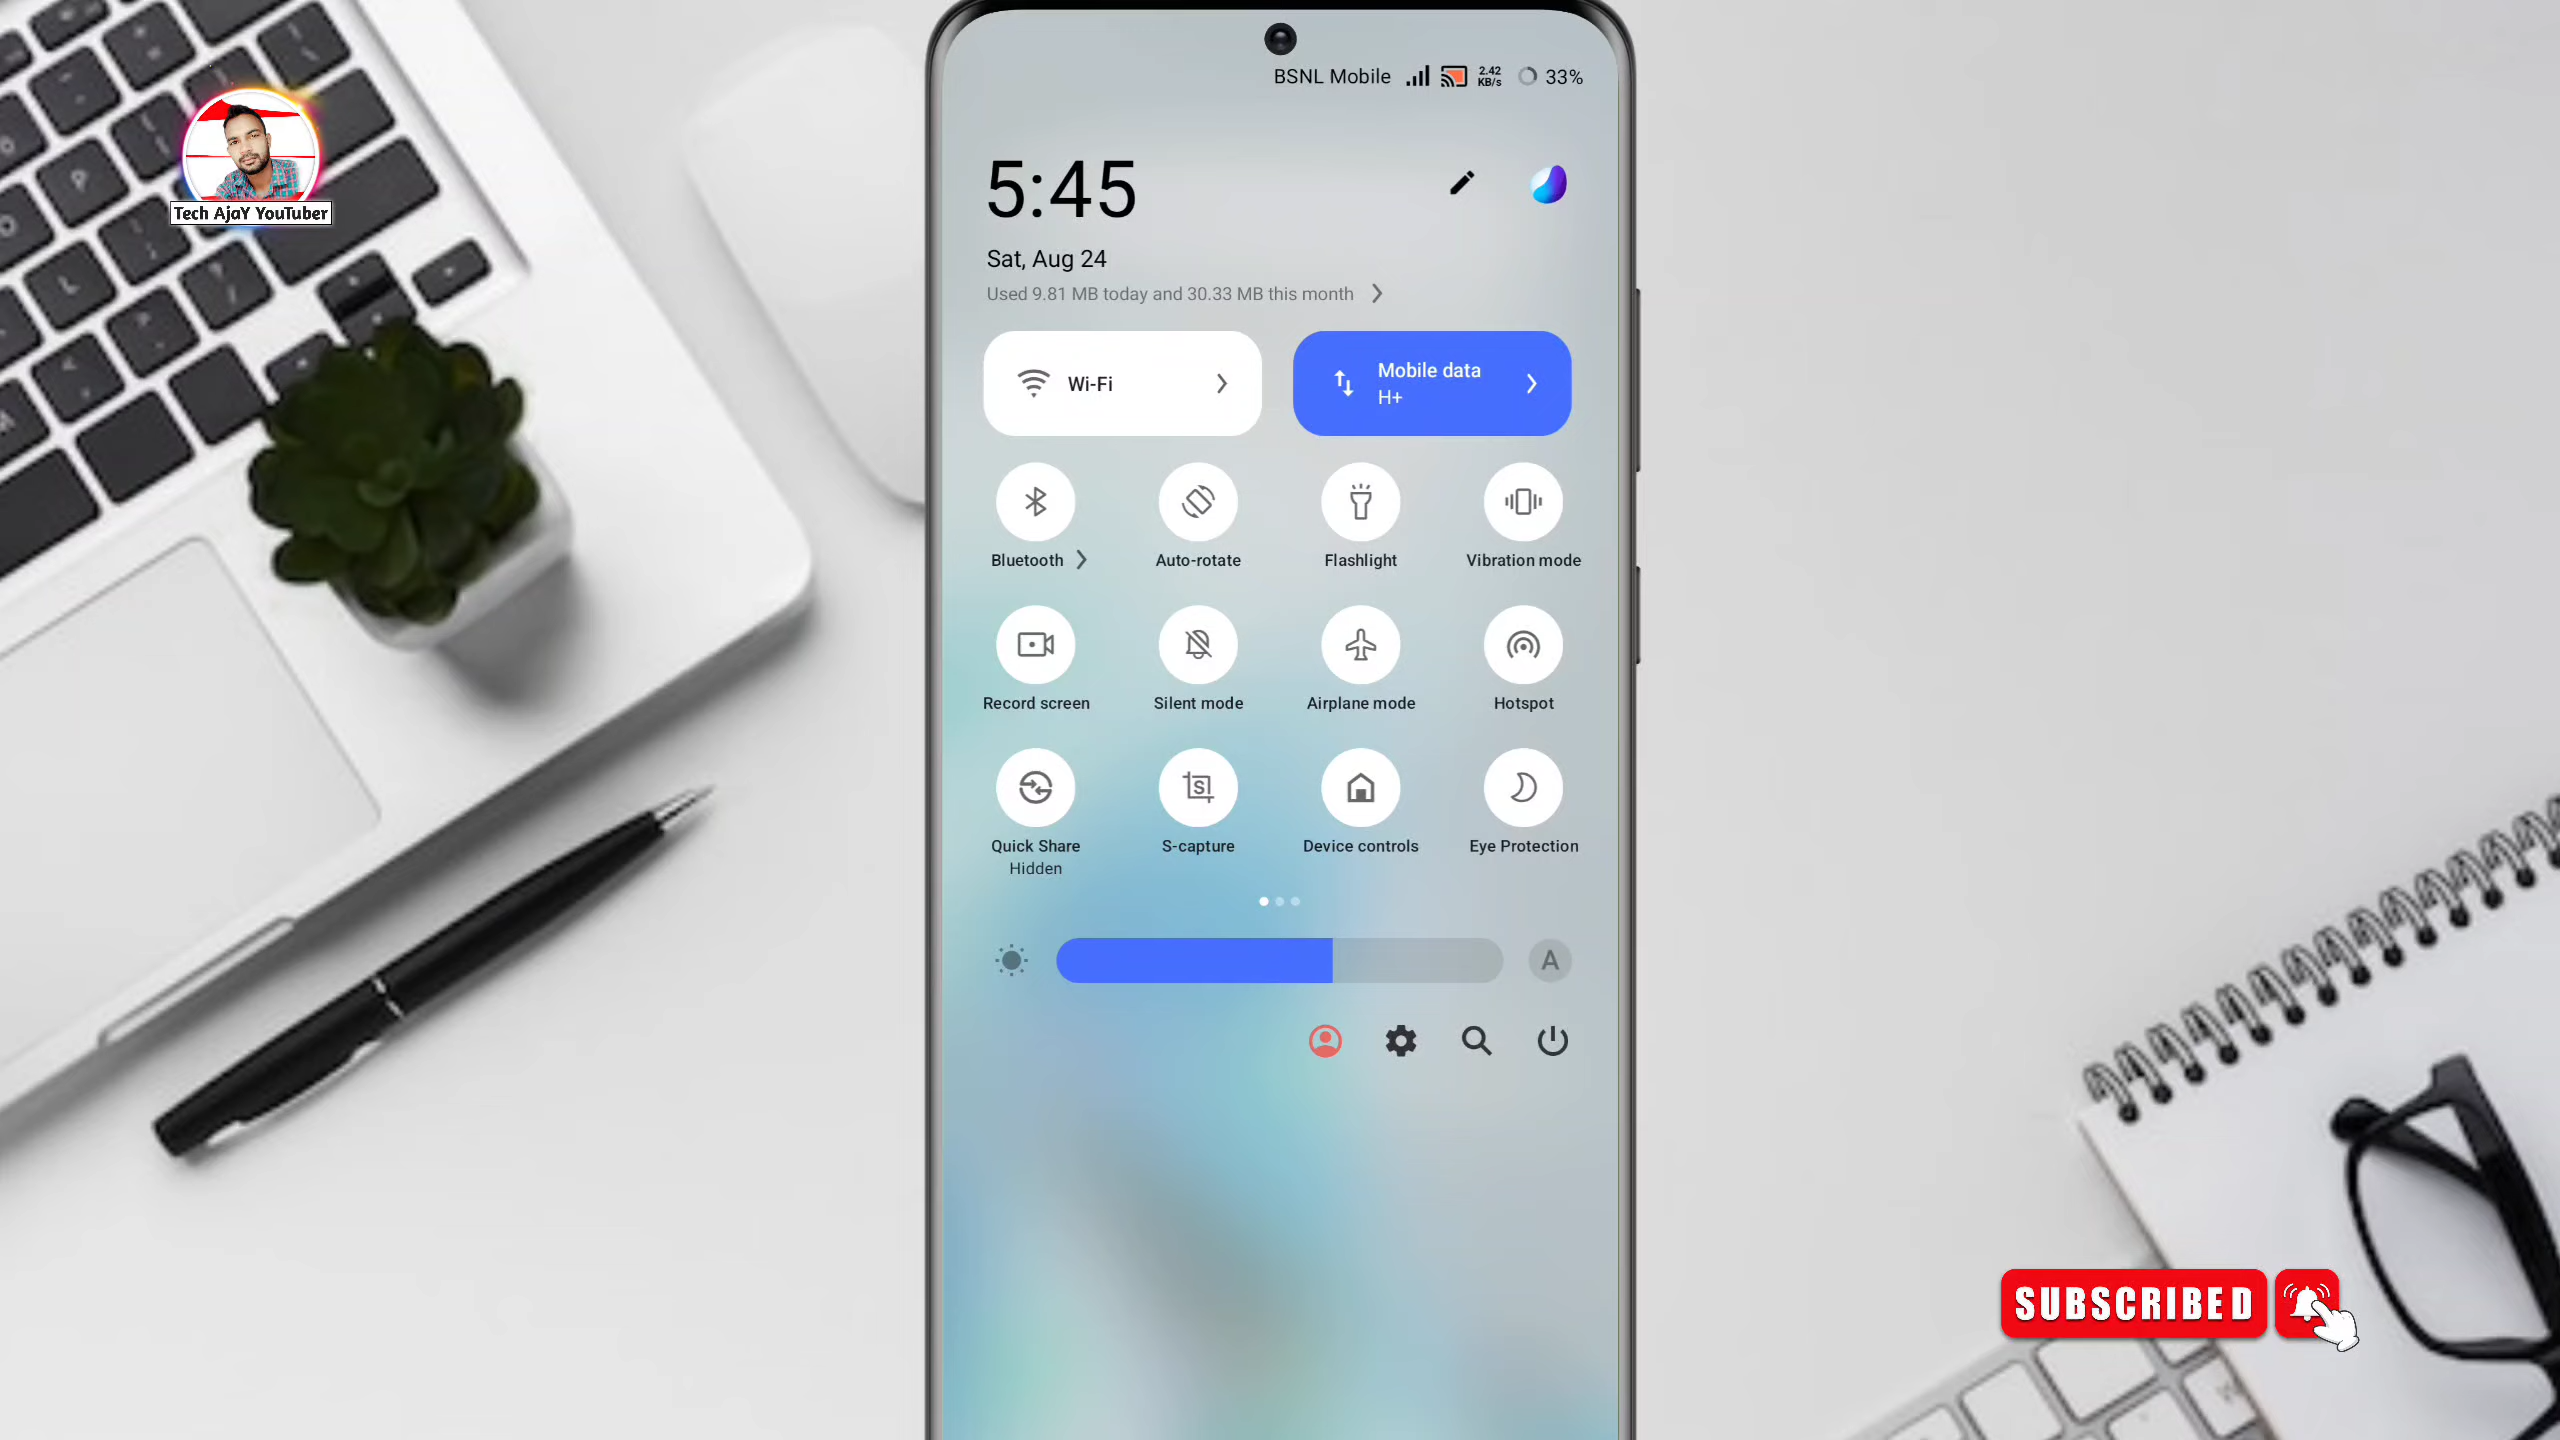 Tech AjaY YouTuber
BSNL Mobile 2.42 KB/s 33%
5:45
Sat, Aug 24
Used 9.81 MB today and 30.33 MB this month
Wi-Fi
Mobile data
H+
Bluetooth Auto-rotate Flashlight Vibration mode
Record screen Silent mode Airplane mode Hotspot
S
Quick Share S-capture Device controls Eye Protection
Hidden
A
SUBSCRIBED